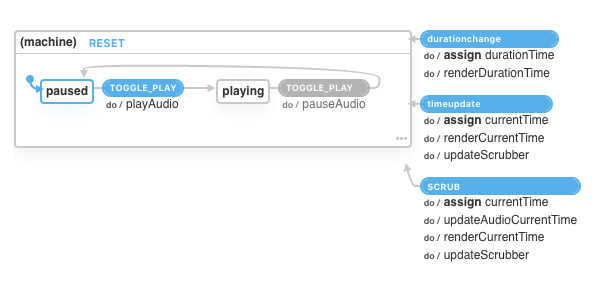 (machine) RESET
paused
TOGGLE_PLAY
do / playAudio
playing
TOGGLE_PLAY
do / pauseAudio
durationchange
do / assign durationTime
do / renderDurationTime
timeupdate
do / assign currentTime
do / renderCurrentTime
do / updateScrubber
SCRUB
do / assign currentTime
do / updateAudioCurrentTime
do / renderCurrentTime
do / updateScrubber